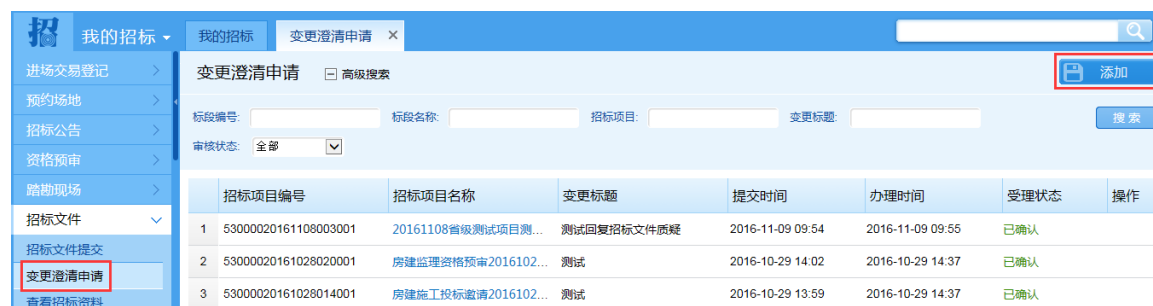 招 我的招标 我的招标 变更澄清申请 ×
进场交易登记
变更澄清申请 高级搜索 添加
预约场地
标段编号: 标段名称: 招标项目: 变更标题: 搜索
招标公告
审核状态: 全部
资格预审
踏勘现场
招标项目编号 招标项目名称 变更标题 提交时间 办理时间 受理状态 操作
招标文件
1 53000020161108003001 20161108省级测试项目测... 测试回复招标文件质疑 2016-11-09 09:54 2016-11-09 09:55 已确认
招标文件提交
2 53000020161028020001 房建监理资格预审2016102... 测试 2016-10-29 14:02 2016-10-29 14:37 已确认
变更澄清申请
3 53000020161028014001 房建施工投标邀请2016102... 测试 2016-10-29 13:59 2016-10-29 14:37 已确认
查看招标资料